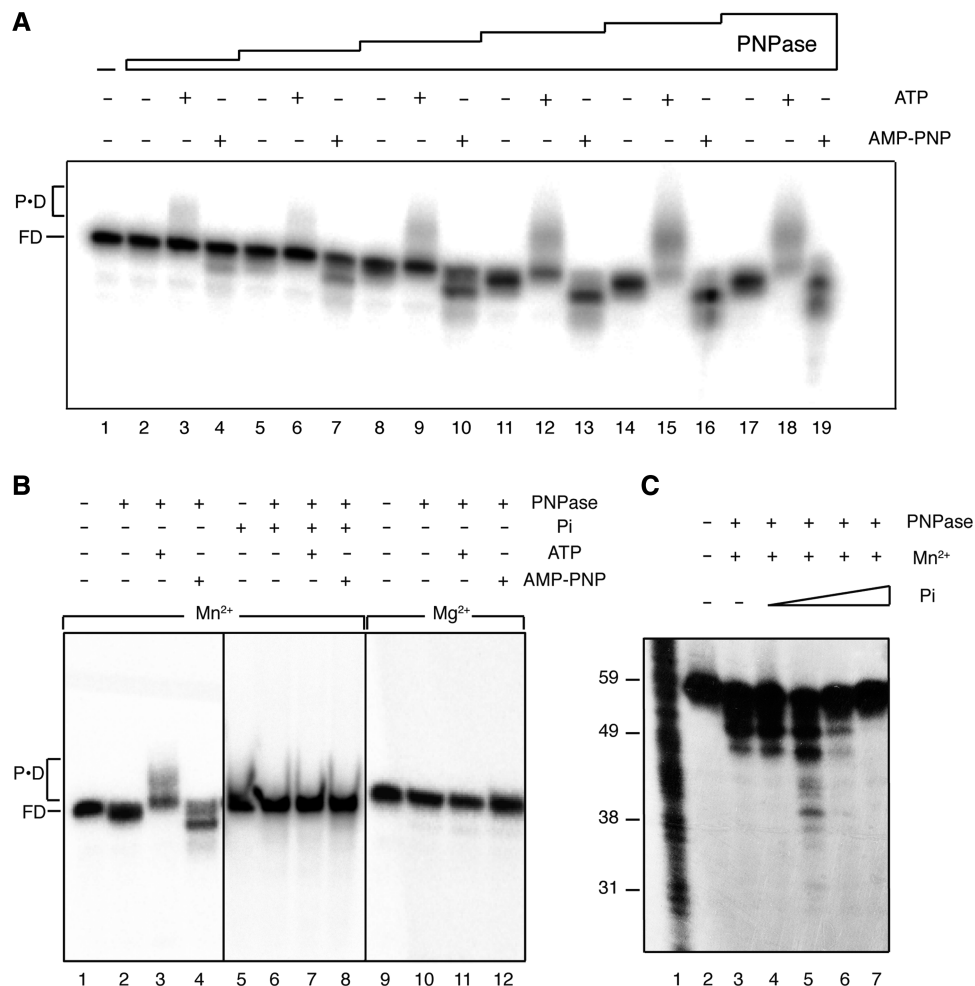 A
PNPase
– – + – – + – – + – – + – – + – – + – ATP
– – – + – – + – – + – – + – – + – – + AMP-PNP
P•D
FD
1 2 3 4 5 6 7 8 9 10 11 12 13 14 15 16 17 18 19
B
– + + + – + + + – + + + PNPase
– – – – + + + + – – – – Pi
– – + – – – + – – – + – ATP
– – – + – – – + – – – + AMP-PNP
Mn2+ Mg2+
P•D
FD
1 2 3 4 5 6 7 8 9 10 11 12
C
– + + + + + PNPase
– + + + + + Mn2+
– – Pi
59
49
38
31
1 2 3 4 5 6 7